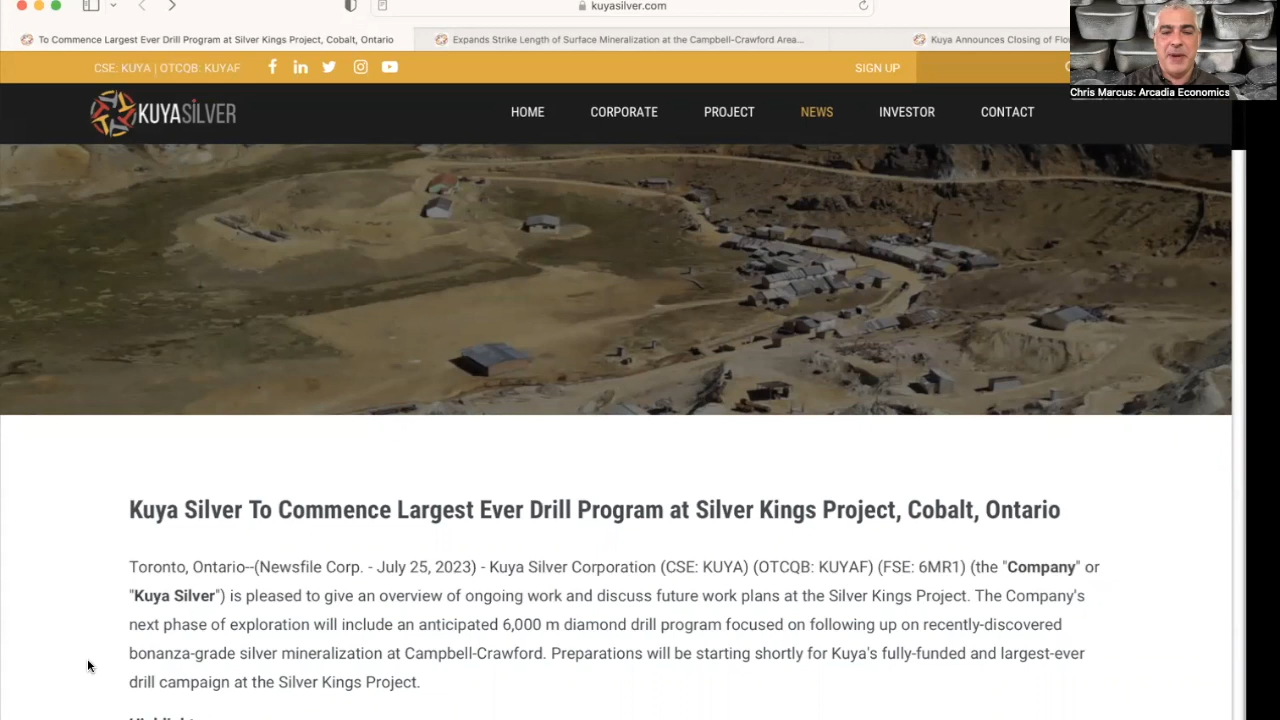 kuyasilver.com
To Commence Largest Ever Drill Program at Silver Kings Project, Cobalt, Ontario
Expands Strike Length of Surface Mineralization at the Campbell-Crawford Area...
Kuya Announces Closing of Flow
Chris Marcus: Arcadia Economics
CSE: KUYA | OTCQB: KUYAF
SIGN UP
KUYASILVER
HOME
CORPORATE
PROJECT
NEWS
INVESTOR
CONTACT
Kuya Silver To Commence Largest Ever Drill Program at Silver Kings Project, Cobalt, Ontario
Toronto, Ontario--(Newsfile Corp. - July 25, 2023) - Kuya Silver Corporation (CSE: KUYA) (OTCQB: KUYAF) (FSE: 6MR1) (the "Company" or
"Kuya Silver") is pleased to give an overview of ongoing work and discuss future work plans at the Silver Kings Project. The Company's
next phase of exploration will include an anticipated 6,000 m diamond drill program focused on following up on recently-discovered
bonanza-grade silver mineralization at Campbell-Crawford. Preparations will be starting shortly for Kuya's fully-funded and largest-ever
drill campaign at the Silver Kings Project.